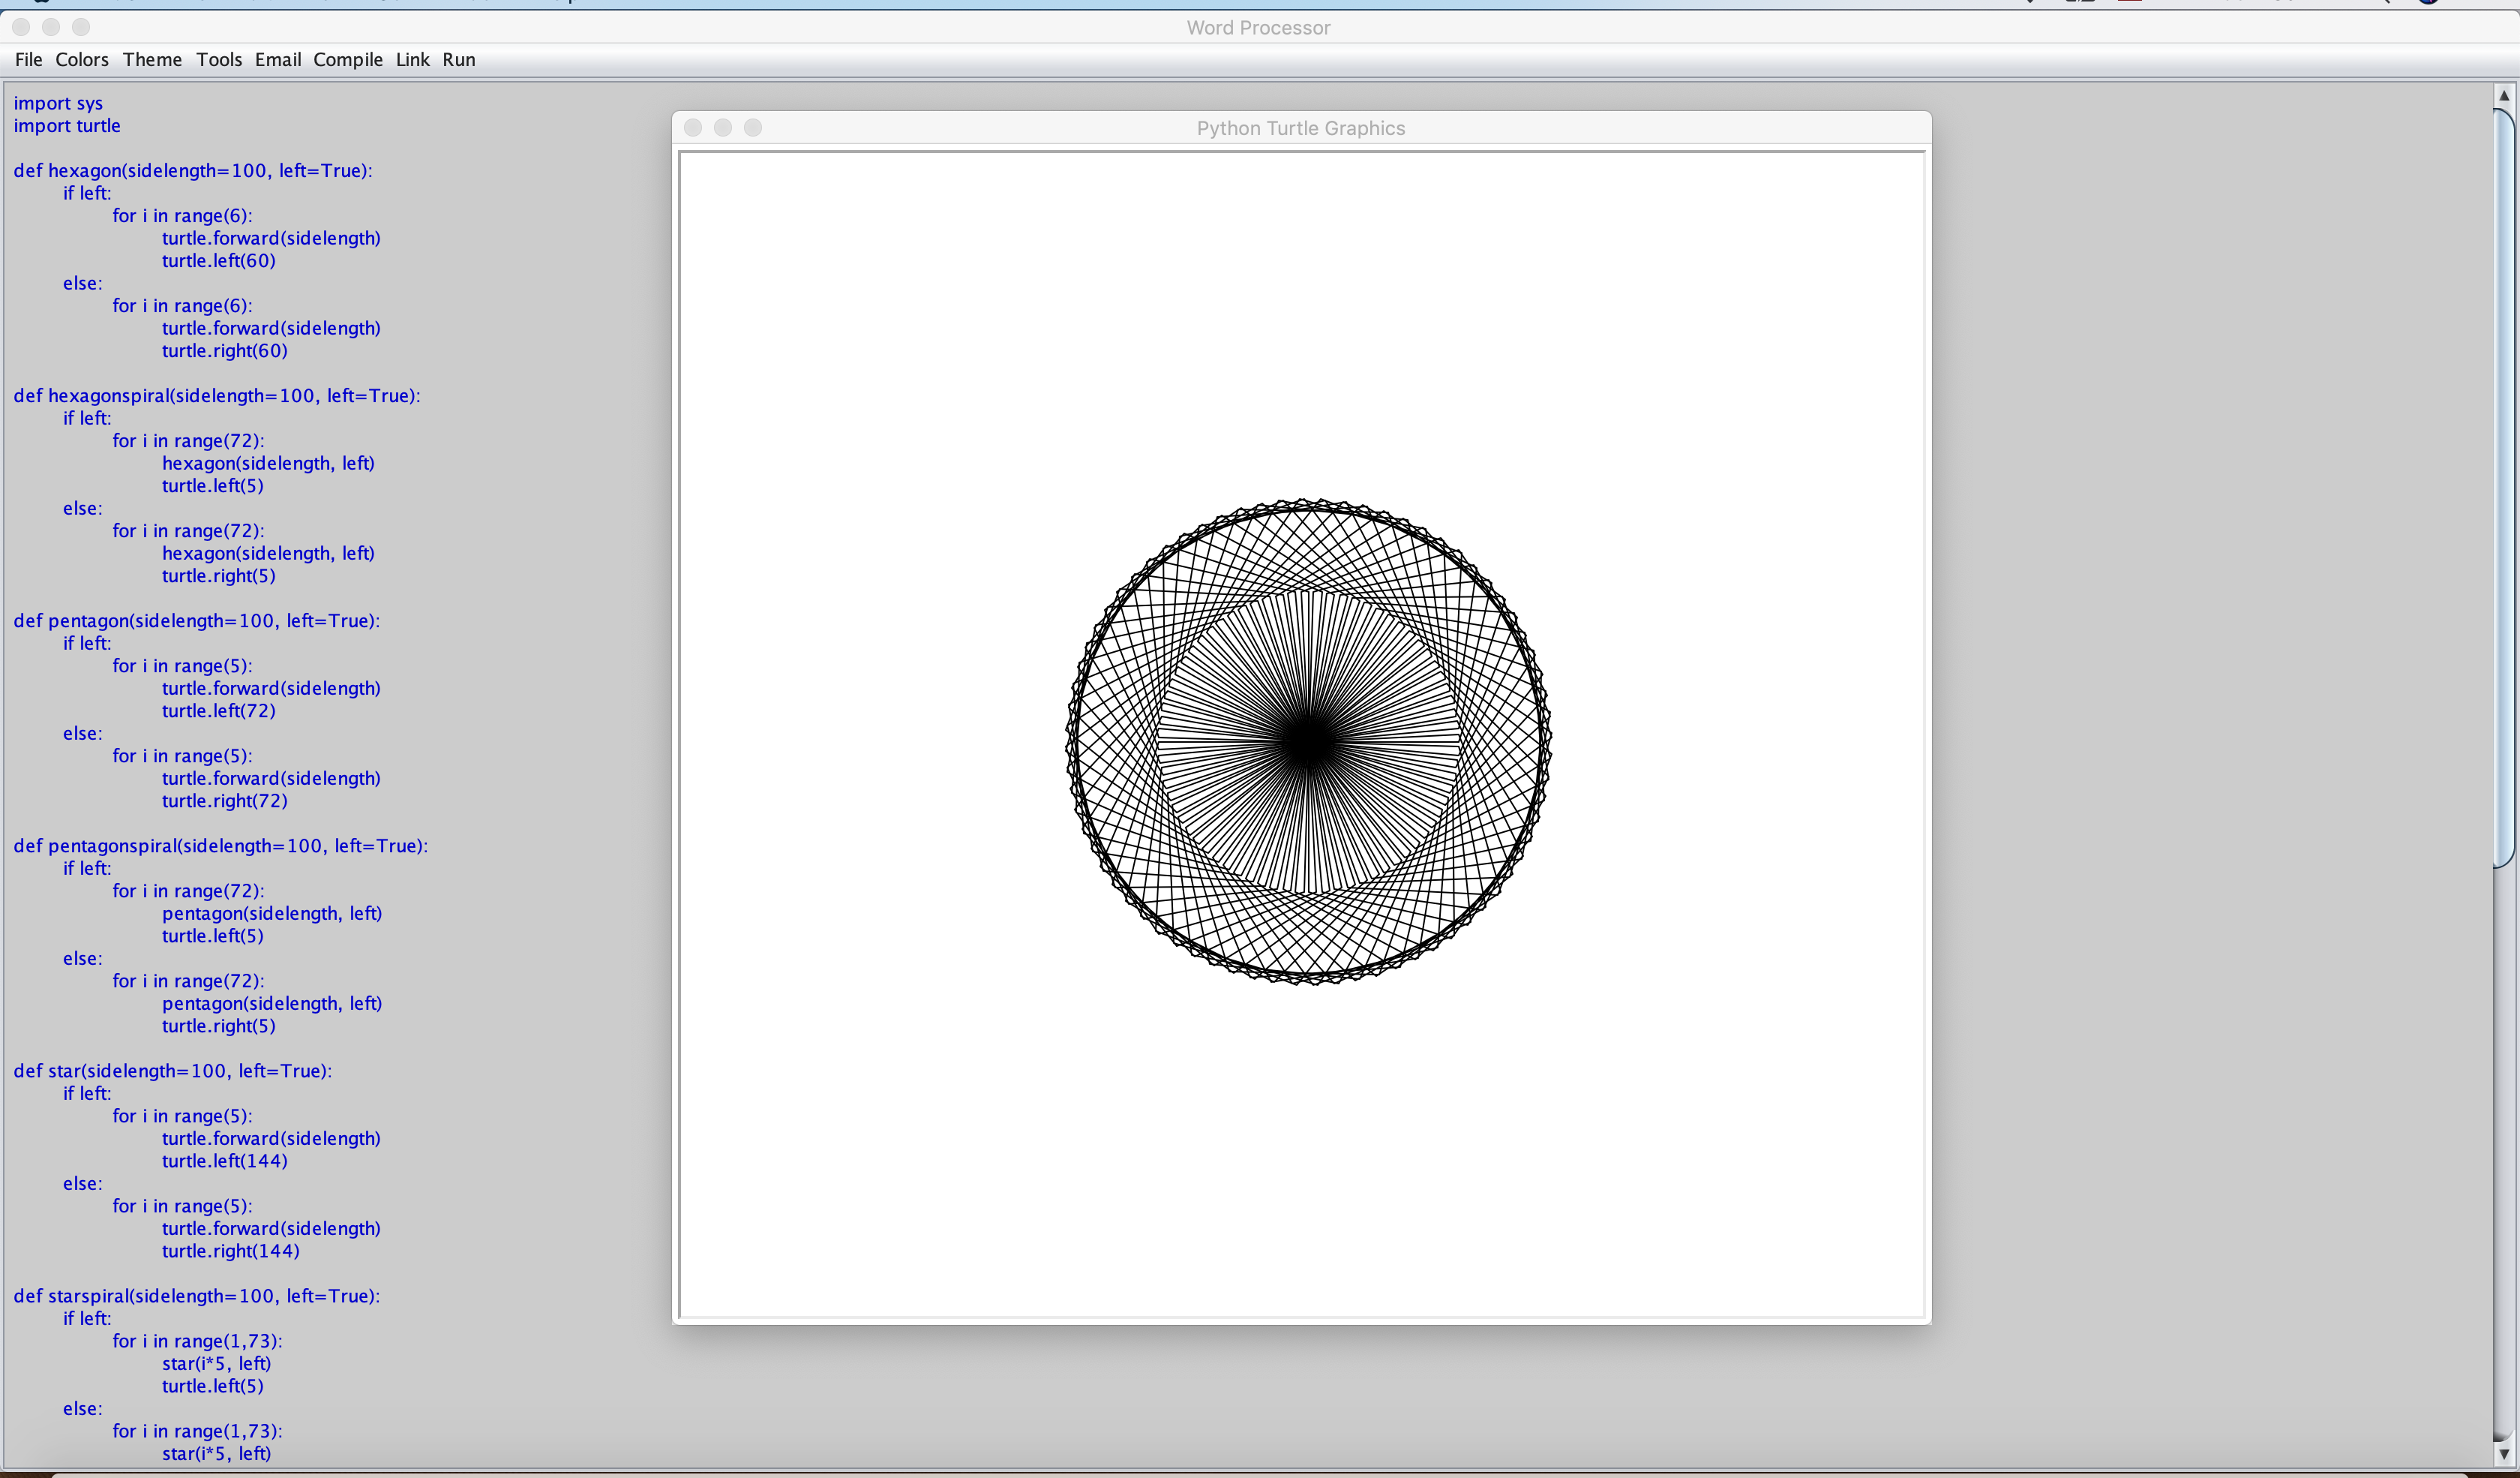 Word Processor
File Colors Theme Tools Email Compile Link Run
import sys
import turtle
def hexagon(sidelength=100, left=True):
if left:
for i in range(6):
turtle.forward(sidelength)
turtle.left(60)
else:
for i in range(6):
turtle.forward(sidelength)
turtle.right(60)
def hexagonspiral(sidelength=100, left=True):
if left:
for i in range(72):
hexagon(sidelength, left)
turtle.left(5)
else:
for i in range(72):
hexagon(sidelength, left)
turtle.right(5)
def pentagon(sidelength=100, left=True):
if left:
for i in range(5):
turtle.forward(sidelength)
turtle.left(72)
else:
for i in range(5):
turtle.forward(sidelength)
turtle.right(72)
def pentagonspiral(sidelength=100, left=True):
if left:
for i in range(72):
pentagon(sidelength, left)
turtle.left(5)
else:
for i in range(72):
pentagon(sidelength, left)
turtle.right(5)
def star(sidelength=100, left=True):
if left:
for i in range(5):
turtle.forward(sidelength)
turtle.left(144)
else:
for i in range(5):
turtle.forward(sidelength)
turtle.right(144)
def starspiral(sidelength=100, left=True):
if left:
for i in range(1,73):
star(i*5, left)
turtle.left(5)
else:
for i in range(1,73):
star(i*5, left)
Python Turtle Graphics